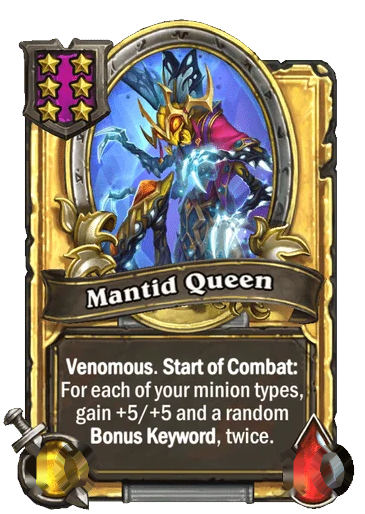 Mantid Queen
Venomous. Start of Combat:
For each of your minion types,
gain +5/+5 and a random
Bonus Keyword, twice.